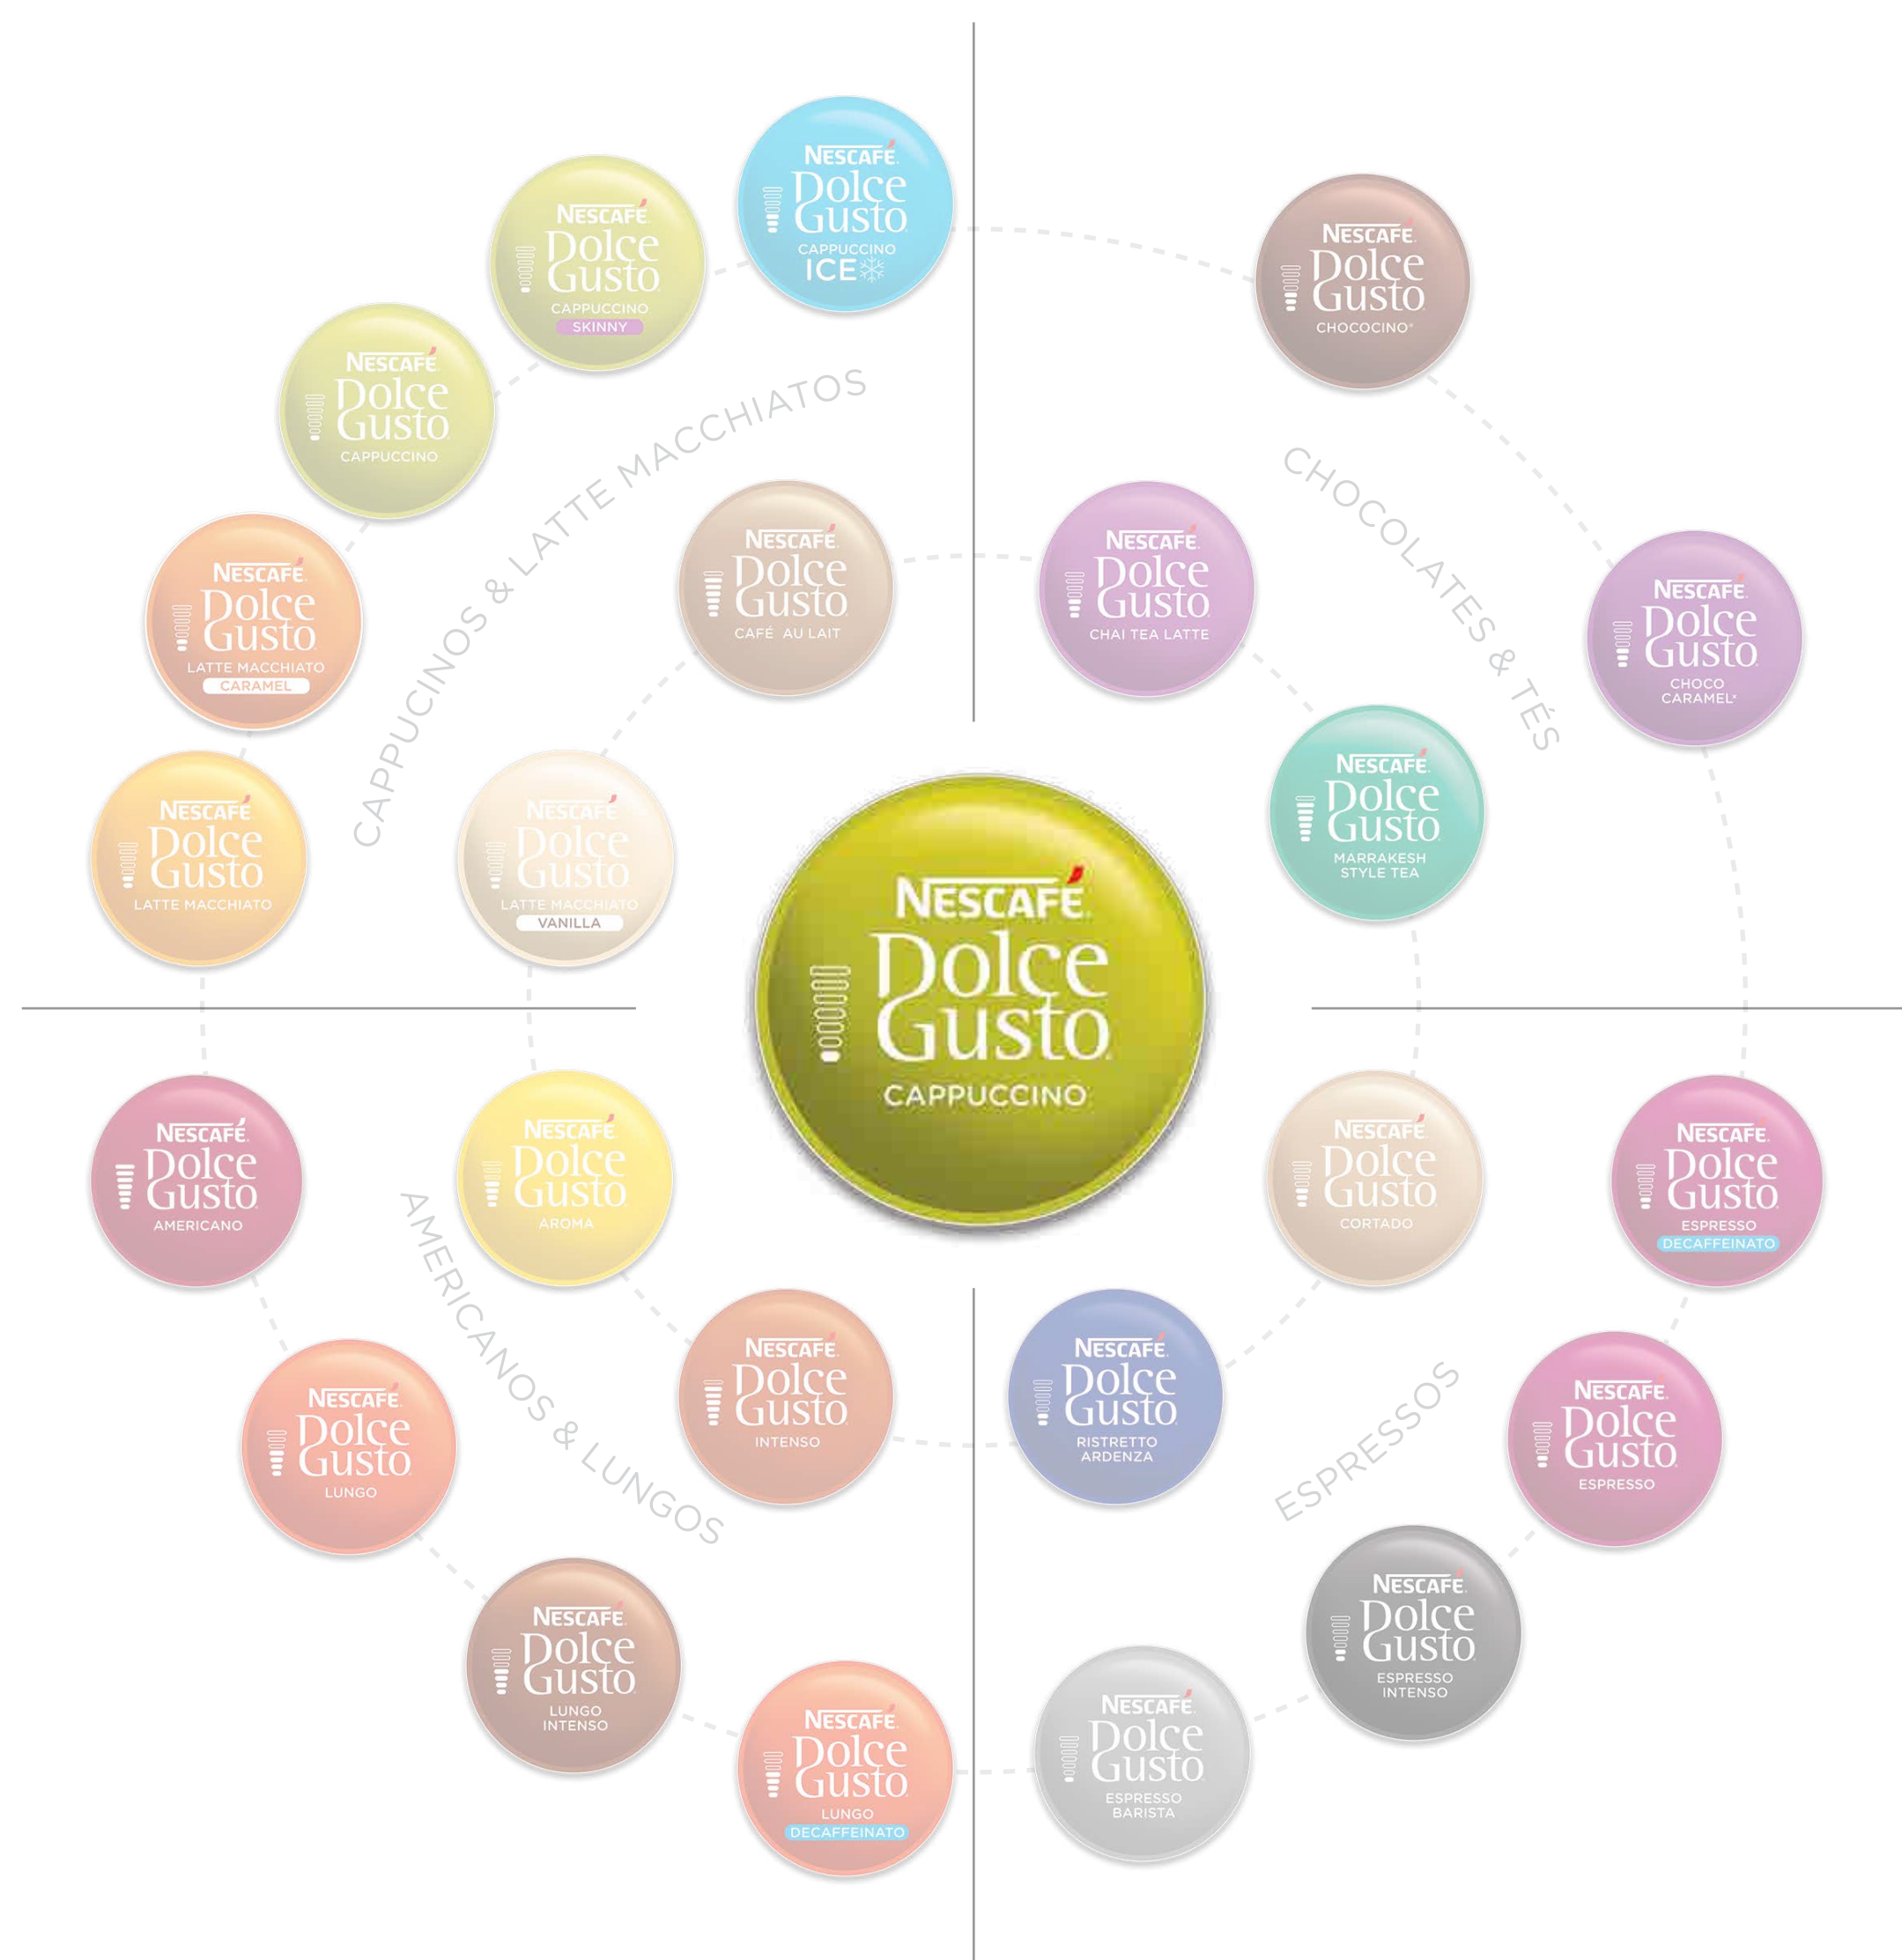 NESCAFÉ.
Dolce
Gusto
CAPPUCCINO
ICE
NESCAFÉ.
Dolce
Gusto
CAPPUCCINO
SKINNY
NESCAFÉ.
Dolce
Gusto
CAPPUCCINO
NESCAFÉ.
Dolce
Gusto
LATTE MACCHIATO
CARAMEL
NESCAFÉ.
Dolce
Gusto
LATTE MACCHIATO
CAPPUCINOS & LATTE MACCHIATOS
NESCAFÉ.
Dolce
Gusto
CAFÉ AU LAIT
NESCAFÉ.
Dolce
Gusto
LATTE MACCHIATO
VANILLA
NESCAFÉ.
Dolce
Gusto
CHOCOCINO®
NESCAFÉ.
Dolce
Gusto
CHOCO
CARAMEL*
CHOCOLATES & TÉS
NESCAFÉ.
Dolce
Gusto
CHAI TEA LATTE
NESCAFÉ.
Dolce
Gusto
MARRAKESH
STYLE TEA
NESCAFÉ.
Dolce
Gusto
CAPPUCCINO
NESCAFÉ.
Dolce
Gusto
AMERICANO
NESCAFÉ.
Dolce
Gusto
AROMA
AMERICANOS & LUNGOS
NESCAFÉ.
Dolce
Gusto
LUNGO
NESCAFÉ.
Dolce
Gusto
INTENSO
NESCAFÉ.
Dolce
Gusto
LUNGO
INTENSO
NESCAFÉ.
Dolce
Gusto
LUNGO
DECAFFEINATO
NESCAFÉ.
Dolce
Gusto
CORTADO
NESCAFÉ.
Dolce
Gusto
ESPRESSO
DECAFFEINATO
NESCAFÉ.
Dolce
Gusto
RISTRETTO
ARDENZA
ESPRESSOS
NESCAFÉ.
Dolce
Gusto
ESPRESSO
NESCAFÉ.
Dolce
Gusto
ESPRESSO
INTENSO
NESCAFÉ.
Dolce
Gusto
ESPRESSO
BARISTA